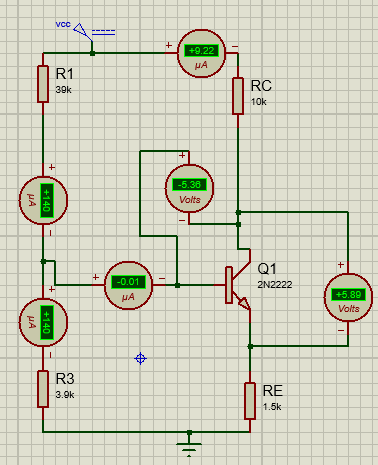 vcc
+9.22
µA
R1
39k
RC
10k
+140
µA
-5.36
Volts
-0.01
µA
Q1
2N2222
+5.89
Volts
+140
µA
R3
3.9k
RE
1.5k